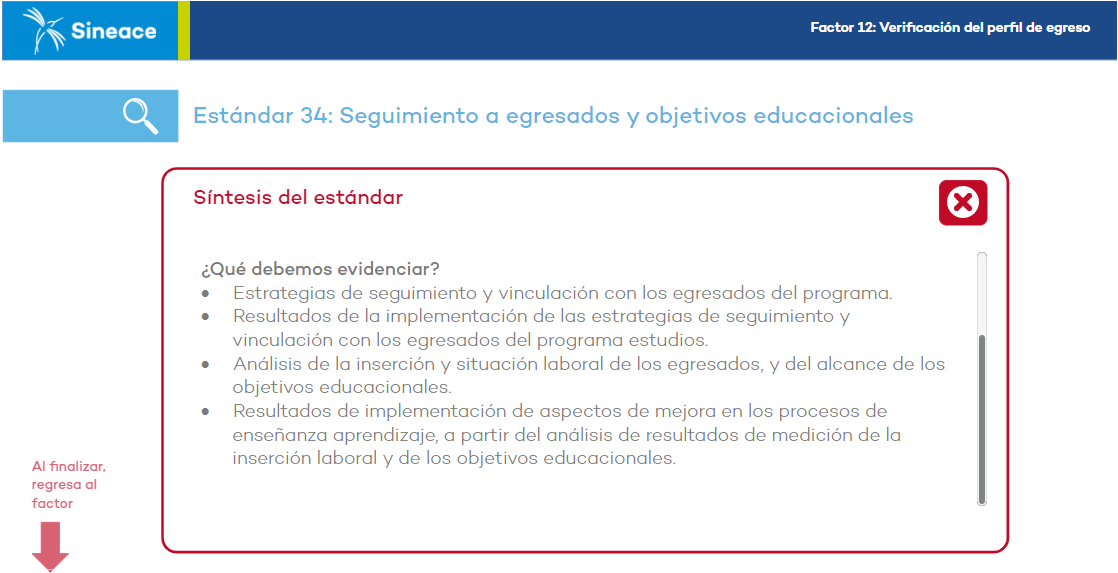 Sineace
Factor 12: Verificación del perfil de egreso
Estándar 34: Seguimiento a egresados y objetivos educacionales
Síntesis del estándar
¿Qué debemos evidenciar?
• Estrategias de seguimiento y vinculación con los egresados del programa.
• Resultados de la implementación de las estrategias de seguimiento y
vinculación con los egresados del programa estudios.
• Análisis de la inserción y situación laboral de los egresados, y del alcance de los
objetivos educacionales.
• Resultados de implementación de aspectos de mejora en los procesos de
enseñanza aprendizaje, a partir del análisis de resultados de medición de la
inserción laboral y de los objetivos educacionales.
Al finalizar,
regresa al
factor